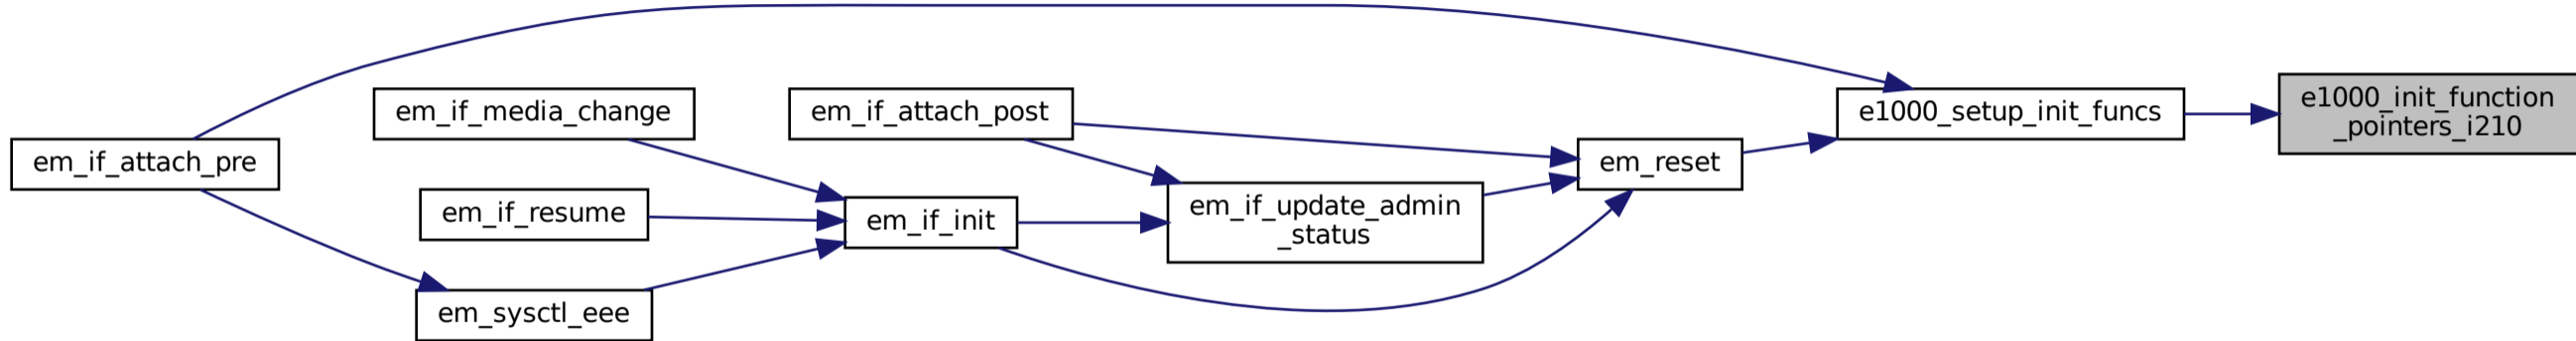 em_if_attach_pre
em_if_media_change
em_if_resume
em_sysctl_eee
em_if_attach_post
em_if_init
em_if_update_admin
_status
em_reset
e1000_setup_init_funcs
e1000_init_function
_pointers_i210